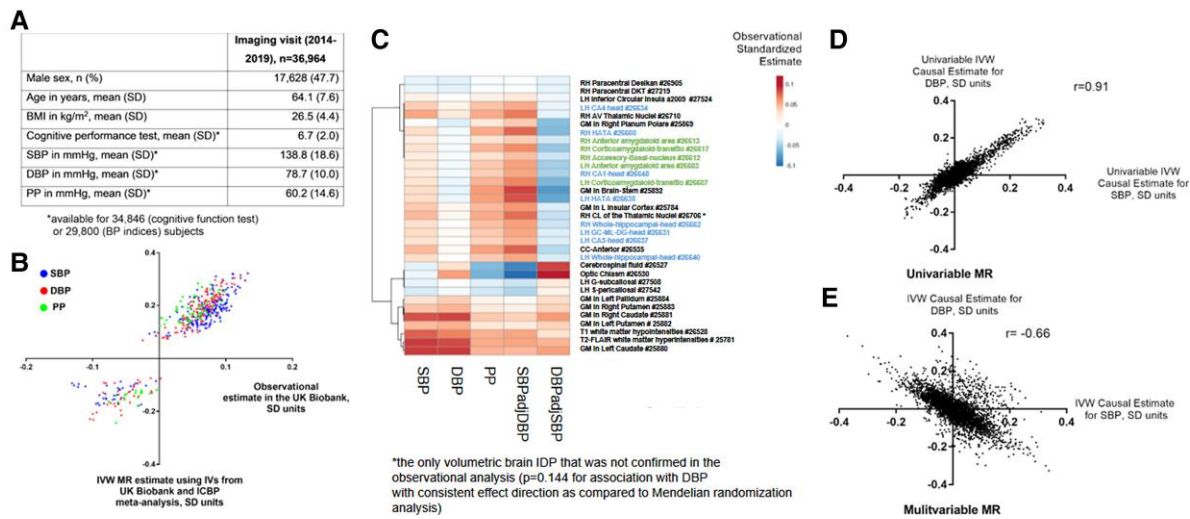 A
Imaging visit (2014-
2019), n=36,964
Male sex, n (%) 17,628 (47.7)
Age in years, mean (SD) 64.1 (7.6)
BMI in kg/m², mean (SD) 26.5 (4.4)
Cognitive performance test, mean (SD)* 6.7 (2.0)
SBP in mmHg, mean (SD)* 138.8 (18.6)
DBP in mmHg, mean (SD)* 78.7 (10.0)
PP in mmHg, mean (SD)* 60.2 (14.6)
*available for 34,846 (cognitive function test)
or 29,800 (BP indices) subjects
B
SBP
DBP
PP
0.4
0.2
-0.2
0.4
-0.2
-0.1
0.1
0.2
Observational
estimate in the UK Biobank,
SD units
IVW MR estimate using IVs from
UK Biobank and ICBP
meta-analysis, SD units
C
Observational
Standardized
Estimate
0.1
0.05
0
-0.05
-0.1
RH Paracentral Desikan #26905
RH Paracentral DKT #27219
LH Inferior Circular Insula a2009 #27524
LH CA4-head #26634
RH AV Thalamic Nuclei #26710
GM in Right Planum Polare #25869
RH HATA #26660
RH Anterior amygdaloid area #26613
RH Corticoamygdaloid-transitio #26617
RH Accessory-Basal-nucleus #26612
LH Anterior amygdaloid area #26603
RH CA1-head #26648
LH Corticoamygdaloid-transitio #26607
GM in Brain-Stem #25892
LH HATA #26638
GM in L Insular Cortex #25784
RH CL of the Thalamic Nuclei #26706 *
RH Whole-hippocampal-head #26662
LH GC-ML-DG-head #26631
LH CA3-head #26637
CC-Anterior #26535
LH Whole-hippocampal-head #26640
Cerebrospinal fluid #26527
Optic Chiasm #26530
LH G-subcallosal #27508
LH S-pericallosal #27542
GM in Left Pallidum #25884
GM in Right Putamen #25883
GM in Right Caudate #25881
GM in Left Putamen # 25882
T1 white matter hypointensities #26528
T2-FLAIR white matter hyperintensities # 25781
GM in Left Caudate #25880
SBP
DBP
PP
SBPadjDBP
DBPadjSBP
*the only volumetric brain IDP that was not confirmed in the
observational analysis (p=0.144 for association with DBP
with consistent effect direction as compared to Mendelian randomization
analysis)
D
Univariable IVW
Causal Estimate for
DBP, SD units
r=0.91
0.4
0.2
-0.2
-0.4
-0.4
-0.2
0.2
0.4
Univariable IVW
Causal Estimate for
SBP, SD units
Univariable MR
E
IVW Causal Estimate for
DBP, SD units
r= -0.66
0.4
0.2
-0.2
-0.4
-0.4
-0.2
0.2
0.4
IVW Causal Estimate
for SBP, SD units
Mulitvariable MR